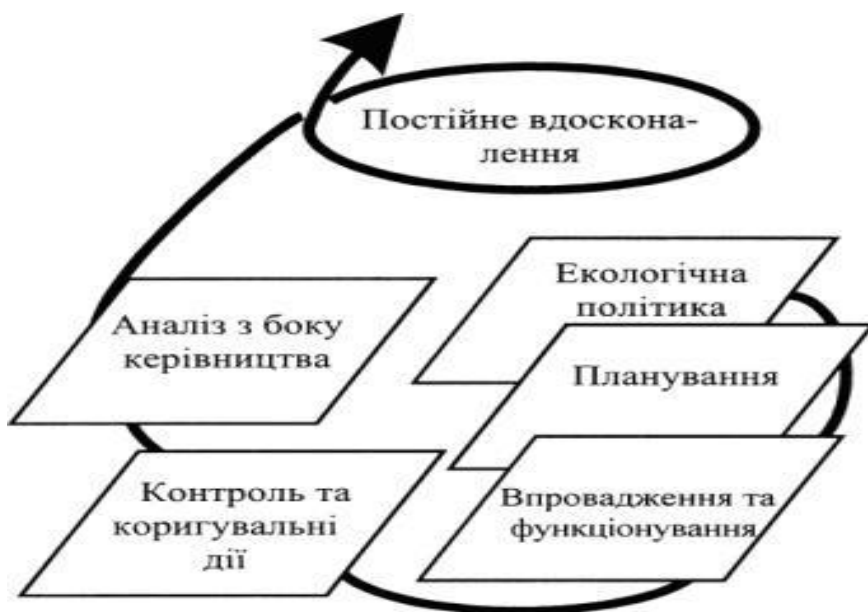 Постійне вдоскона-
лення
Екологічна
політика
Аналіз з боку
керівництва
Планування
Контроль та
коригувальні
дії
Впровадження та
функціонування